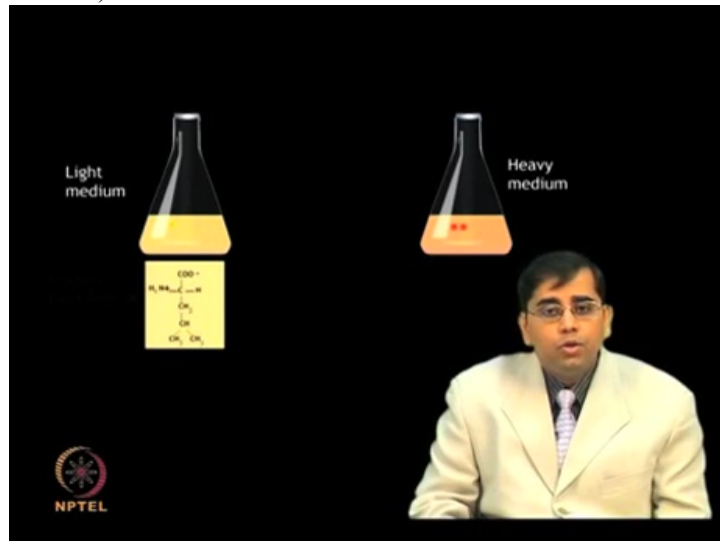 Light
medium
Heavy
medium
COO -
C
H
CH2
CH
CH3 CH3
NPTEL